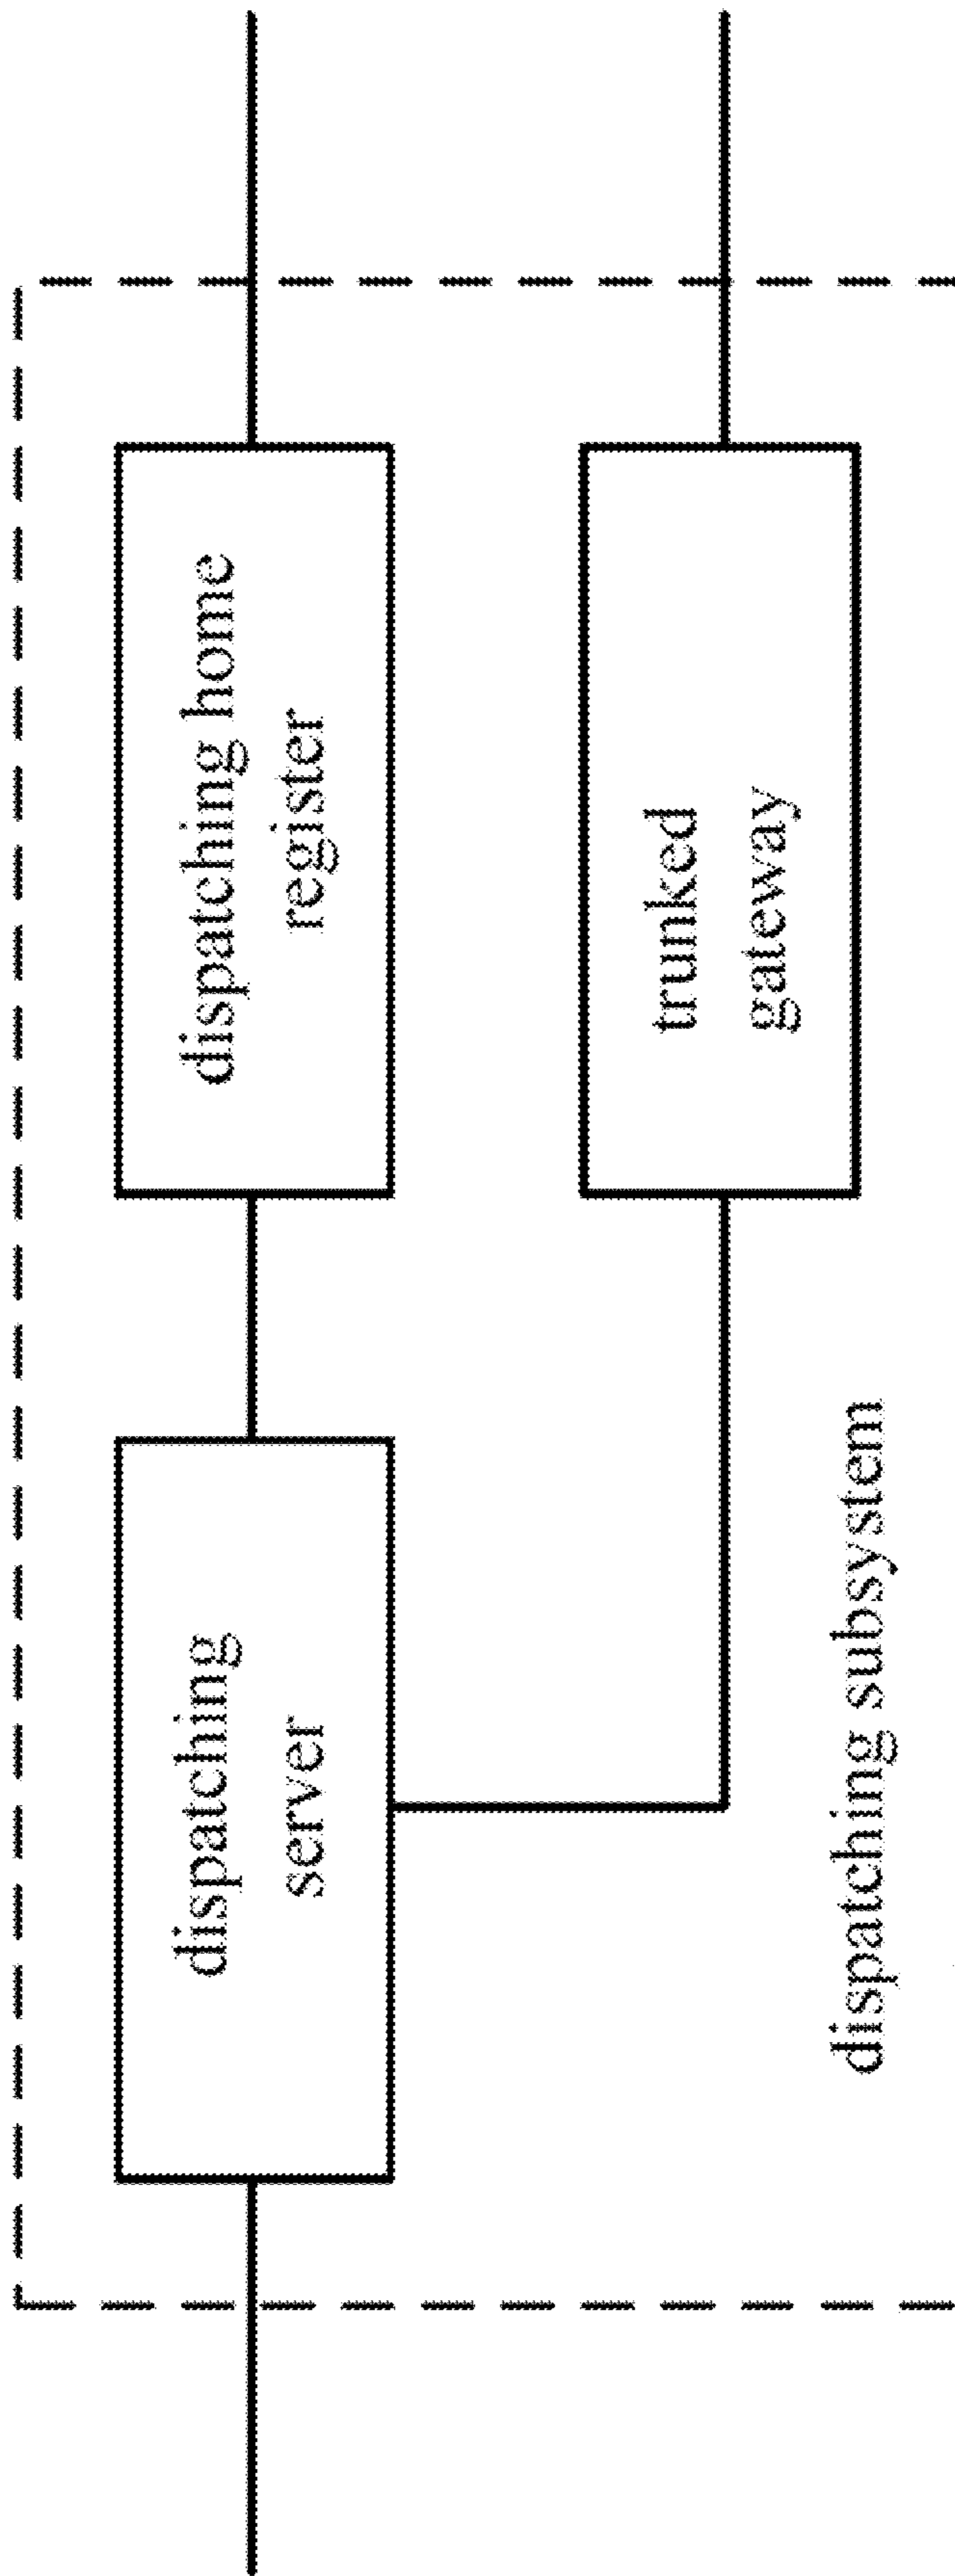 dispatching
server
dispatching home
register
trunked
gateway
dispatching subsystem